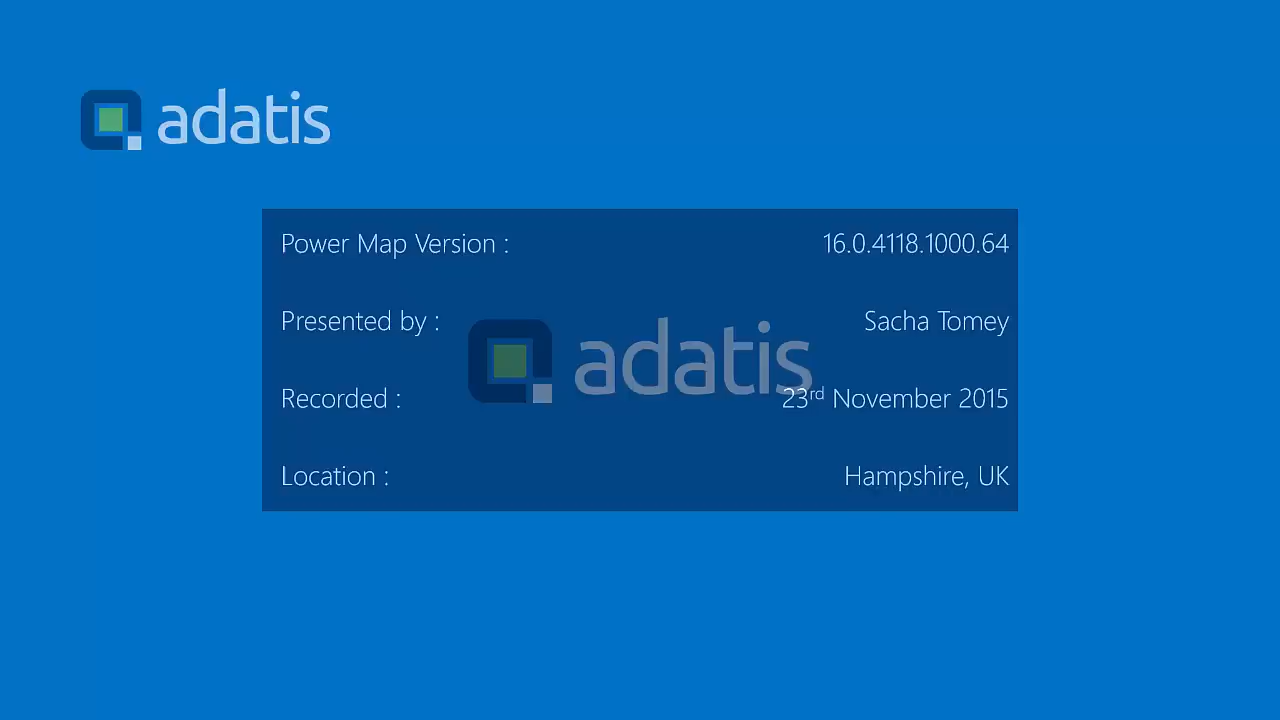 adatis
Power Map Version : 16.0.4118.1000.64
Presented by : Sacha Tomey
adatis
Recorded : 23rd November 2015
Location : Hampshire, UK